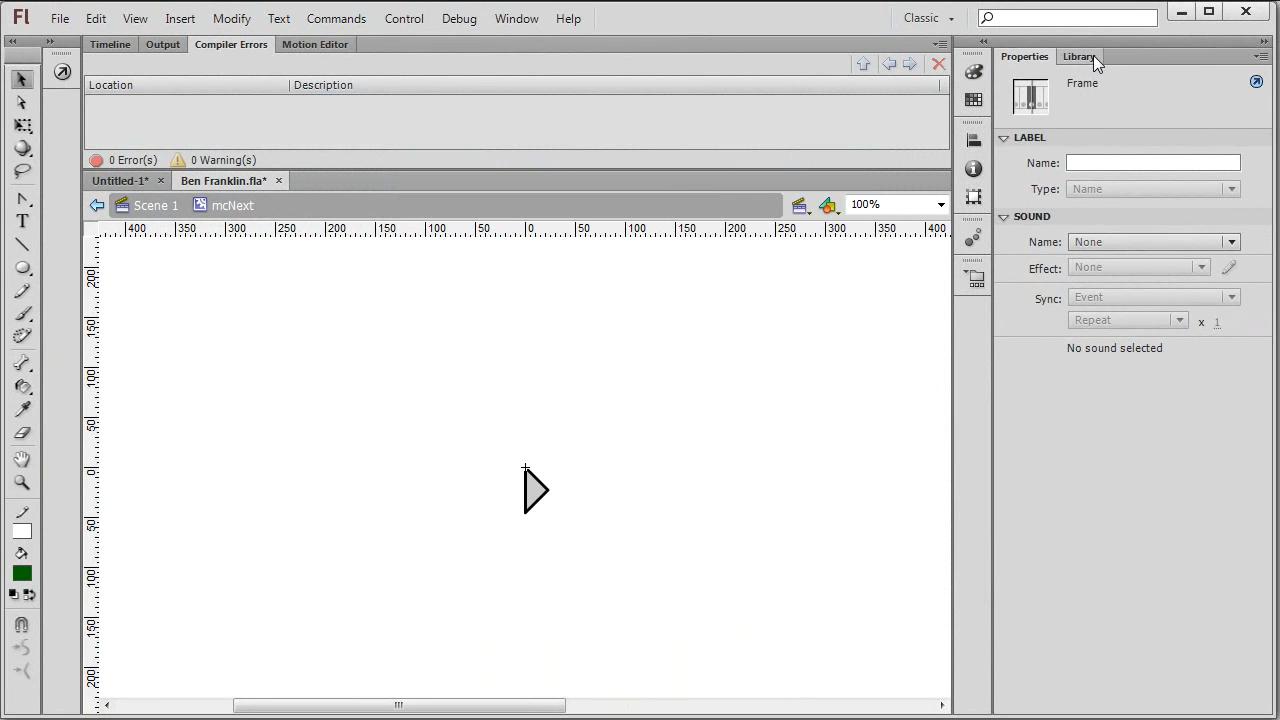 Fl File Edit View Insert Modify Text Commands Control Debug Window Help Classic
Timeline Output Compiler Errors Motion Editor
Location Description
0 Error(s) 0 Warning(s)
Untitled-1* × Ben Franklin.fla* ×
Scene 1 mcNext 100%
400 350 300 250 200 150 100 50 0 50 100 150 200 250 300 350 400
200
150
100
50
0
50
100
150
200
Properties Library
Frame
LABEL
Name:
Type: Name
SOUND
Name: None
Effect: None
Sync: Event
Repeat x 1
No sound selected
T